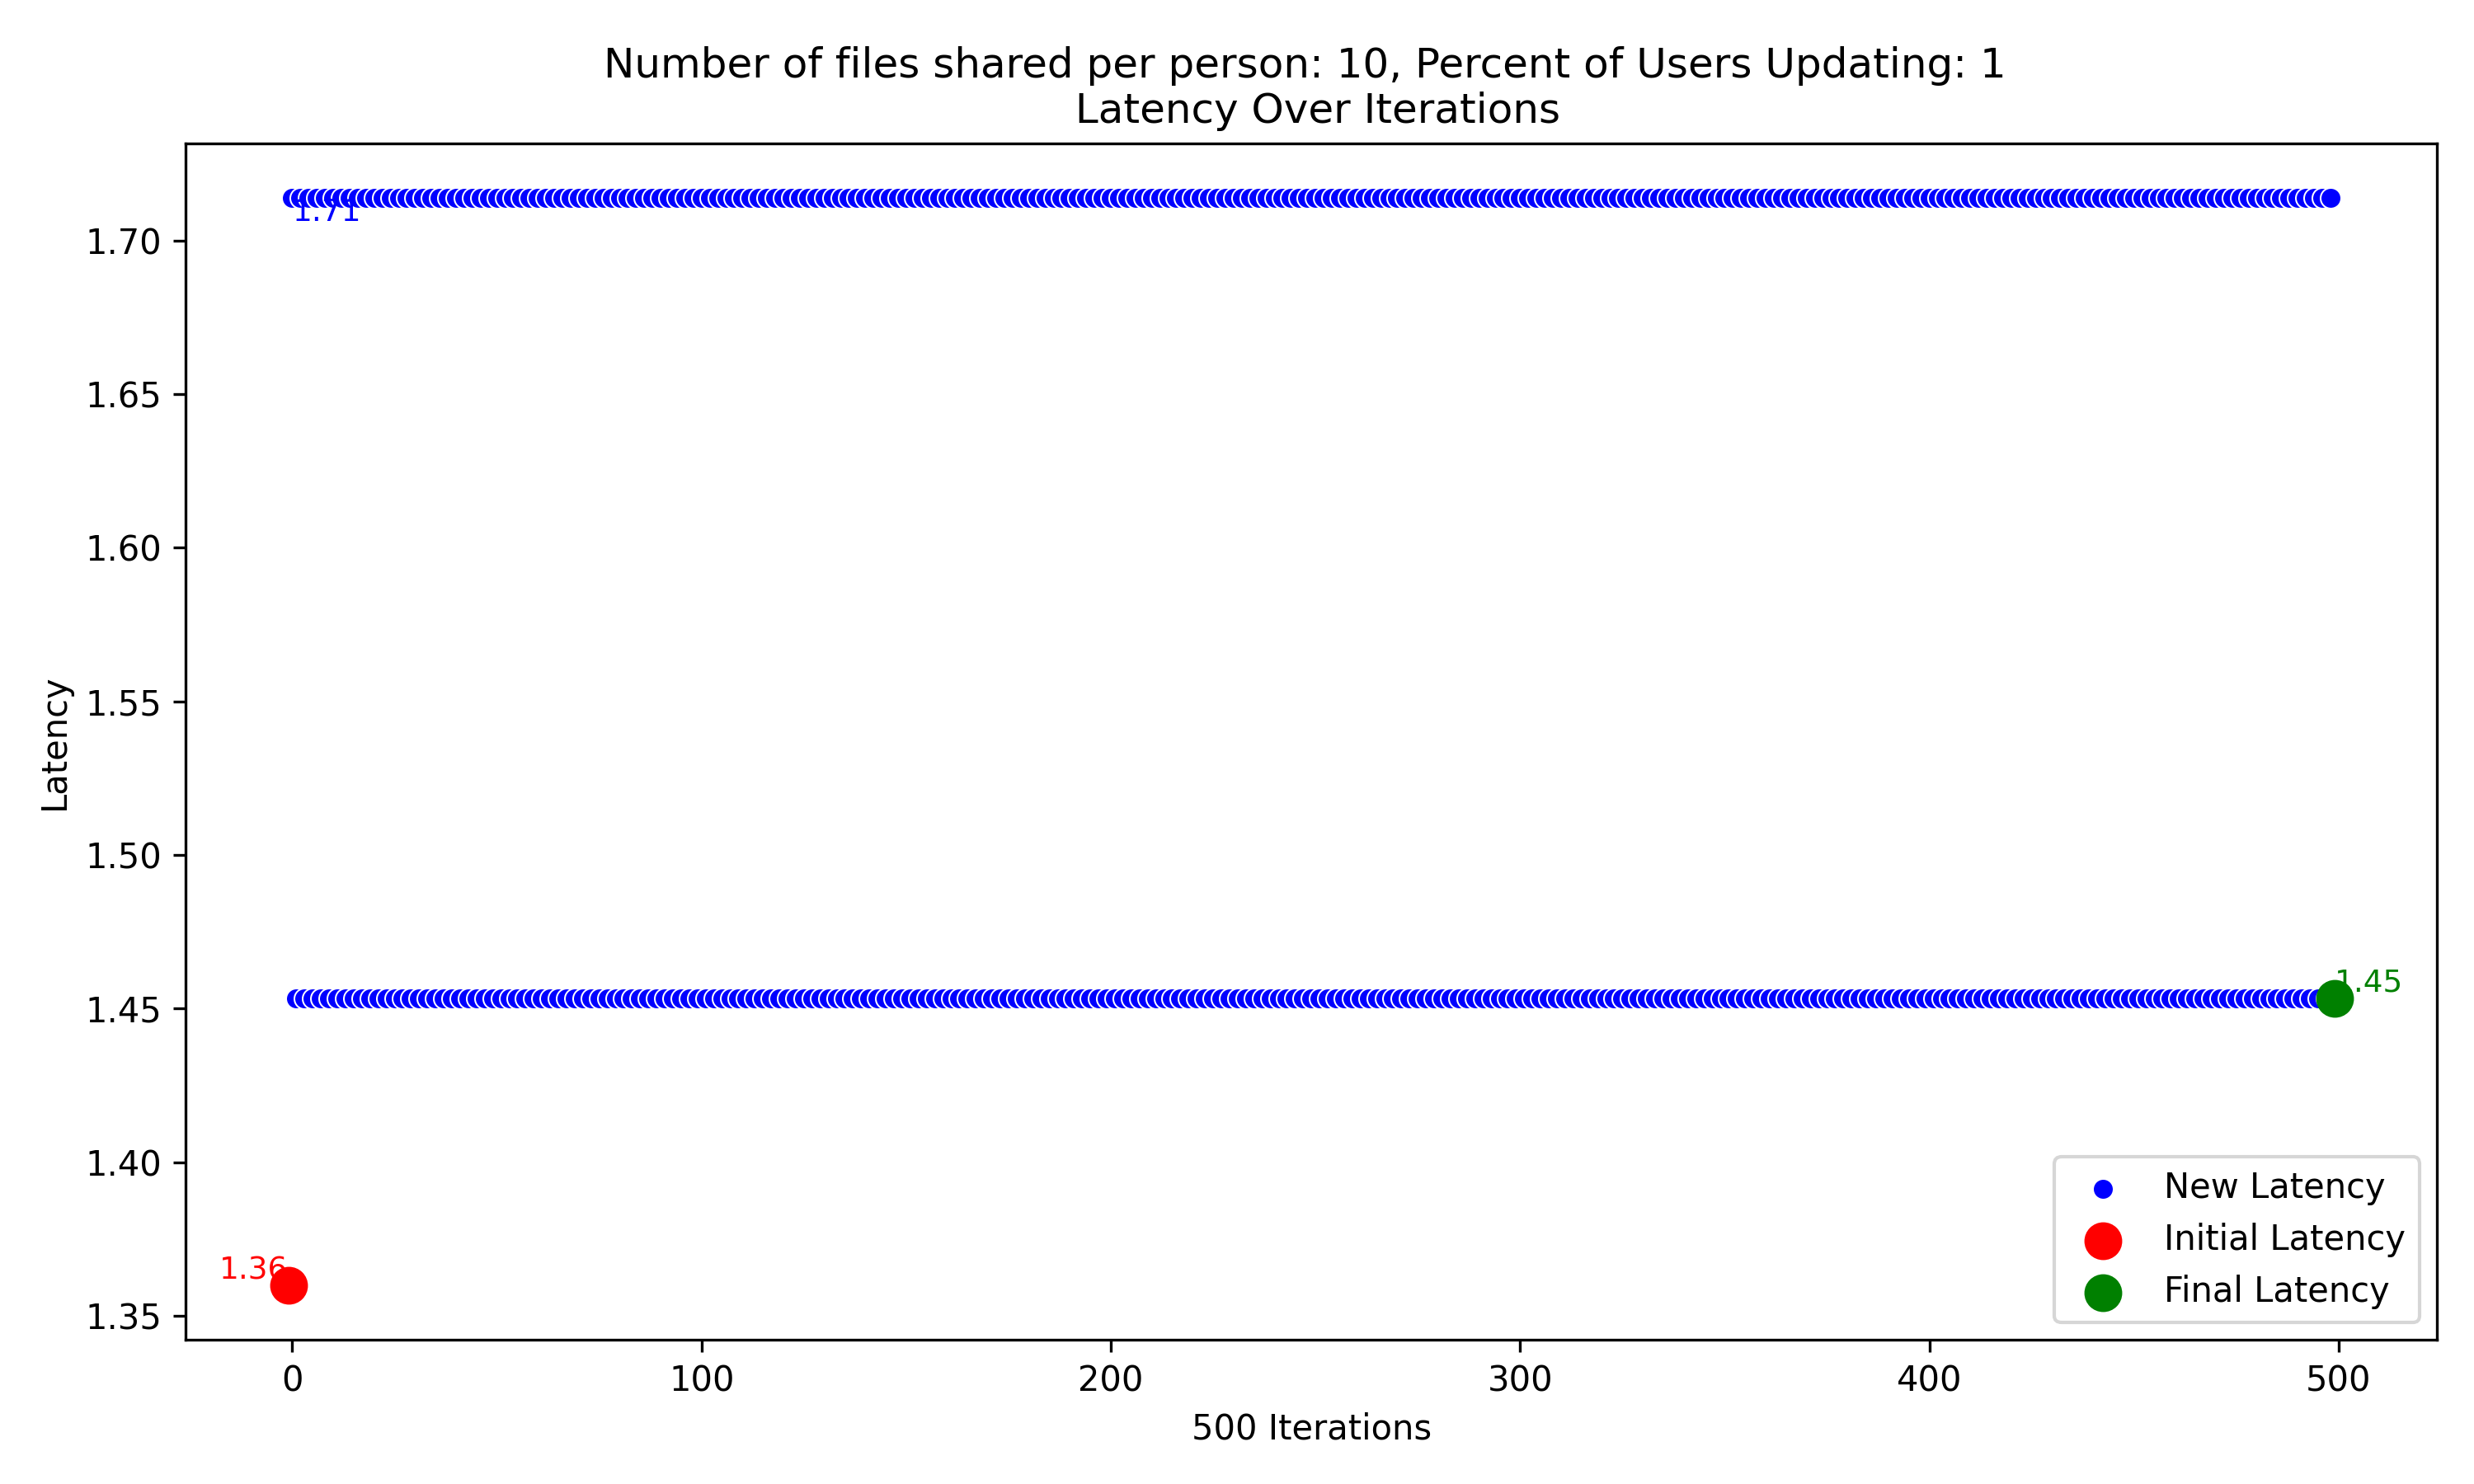 Number of files shared per person: 10, Percent of Users Updating: 1
Latency Over Iterations
1.71
1.70
1.65
1.60
1.55
1.50
1.45
1.40
1.35
Latency
1.45
1.36
New Latency
Initial Latency
Final Latency
0
100
200
300
400
500
500 Iterations